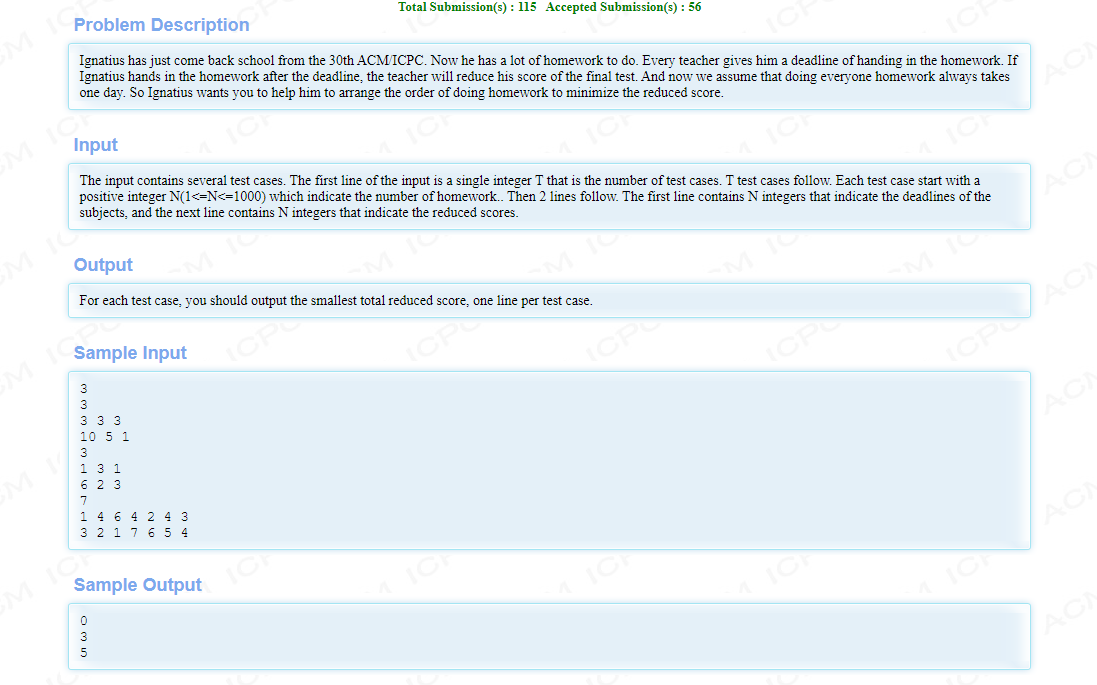 Total Submission(s) : 115 Accepted Submission(s) : 56
Problem Description
Ignatius has just come back school from the 30th ACM/ICPC. Now he has a lot of homework to do. Every teacher gives him a deadline of handing in the homework. If
Ignatius hands in the homework after the deadline, the teacher will reduce his score of the final test. And now we assume that doing everyone homework always takes
one day. So Ignatius wants you to help him to arrange the order of doing homework to minimize the reduced score.
Input
The input contains several test cases. The first line of the input is a single integer T that is the number of test cases. T test cases follow. Each test case start with a
positive integer N(1<=N<=1000) which indicate the number of homework.. Then 2 lines follow. The first line contains N integers that indicate the deadlines of the
subjects, and the next line contains N integers that indicate the reduced scores.
Output
For each test case, you should output the smallest total reduced score, one line per test case.
Sample Input
3
3
3 3 3
10 5 1
3
1 3 1
6 2 3
7
1 4 6 4 2 4 3
3 2 1 7 6 5 4
Sample Output
0
3
5